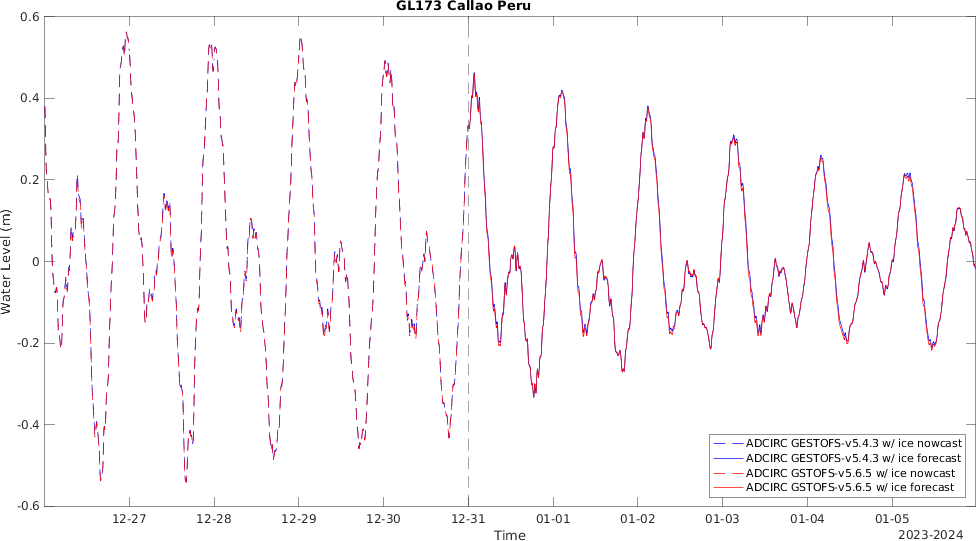 GL173 Callao Peru
0.6
0.4
0.2
0
-0.2
-0.4
-0.6
Water Level (m)
ADCIRC GESTOFS-v5.4.3 w/ ice nowcast
ADCIRC GESTOFS-v5.4.3 w/ ice forecast
ADCIRC GSTOFS-v5.6.5 w/ ice nowcast
ADCIRC GSTOFS-v5.6.5 w/ ice forecast
12-27 12-28 12-29 12-30 12-31 01-01 01-02 01-03 01-04 01-05
Time
2023-2024